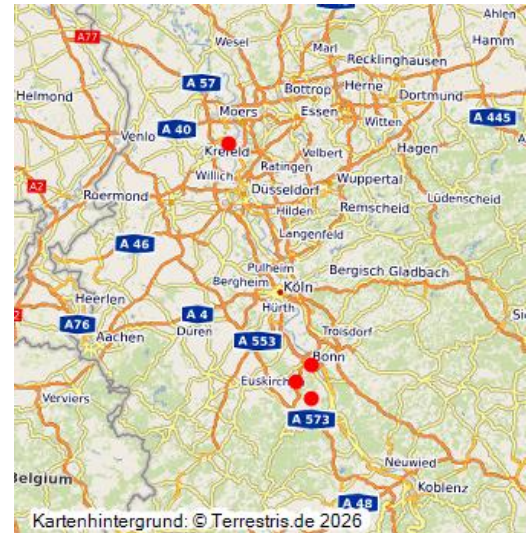 Ahlen
A77
Wesel
Marl
Hamm
Recklinghausen
A 57
Helmond
Bottrop
Herne
Dortmund
Moers
Essen
A 445
A 40
Witten
Venlo
Krefeld
Velbert
Hagen
Ratingen
A2
Willich
Wuppertal
Roermond
Düsseldorf
Lüdenscheid
Hilden
Remscheid
Langenfeld
A 46
Pulheim
Bergheim
Köln
Bergisch Gladbach
Heerlen
Hürth
A 4
A76
Düren
Troisdorf
Aachen
A 553
Bonn
Euskirch
Verviers
A 573
Neuwied
Belgium
Koblenz
A 48
Kartenhintergrund: © Terrestris.de 2026